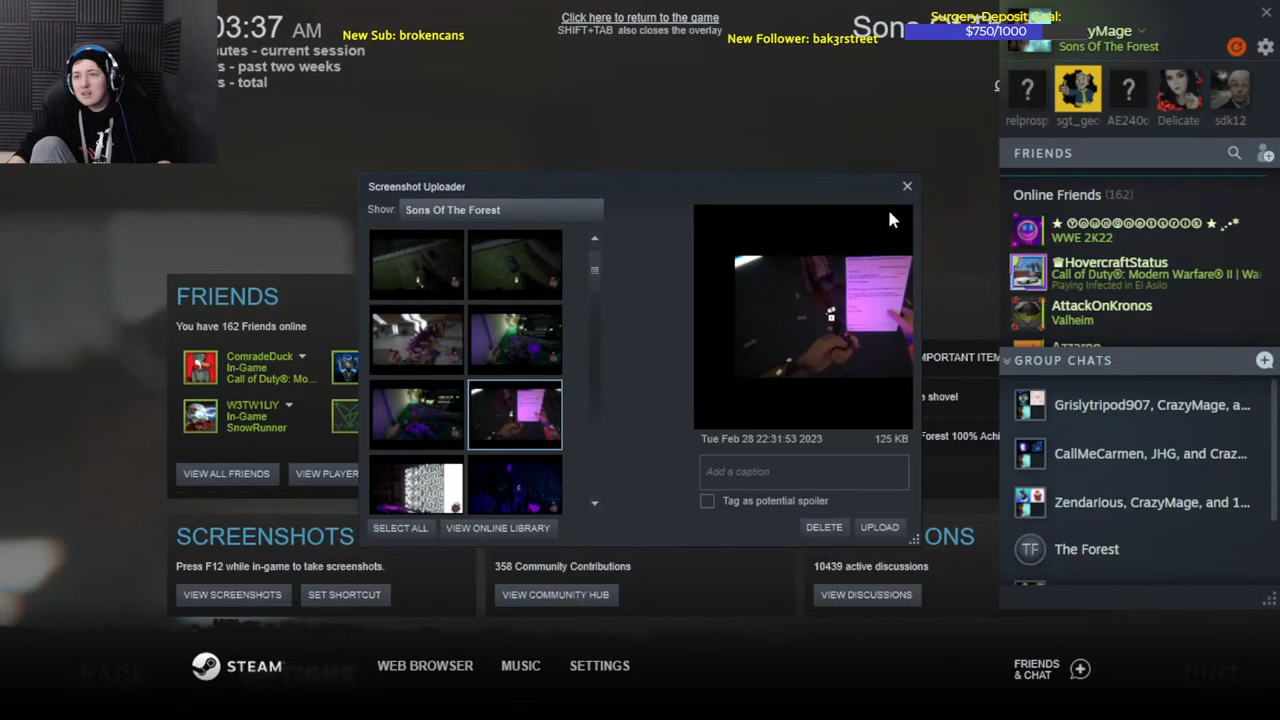 03:37 AM
nutes - current session
s - past two weeks
s - total
New Sub: brokencans
Click here to return to the game
SHIFT+TAB also closes the overlay
New Follower: bak3rstreet
Sons
Surgery Deposit Goal:
$750/1000
yMage
Sons Of The Forest
relprosp
sgt_geo
AE240
Delicate
sdk12
FRIENDS
Online Friends (162)
WWE 2K22
♛HovercraftStatus
Call of Duty®: Modern Warfare® II | Wa
Playing Infected in El Asilo
AttackOnKronos
Valheim
GROUP CHATS
Grislytripod907, CrazyMage, a...
CallMeCarmen, JHG, and Craz...
Zendarious, CrazyMage, and 1...
TF
The Forest
Screenshot Uploader
Show: Sons Of The Forest
Tue Feb 28 22:31:53 2023
125 KB
Add a caption
Tag as potential spoiler
DELETE
UPLOAD
SELECT ALL
VIEW ONLINE LIBRARY
FRIENDS
You have 162 Friends online
ComradeDuck
In-Game
Call of Duty®: Mo...
W3TW1LIY
In-Game
SnowRunner
VIEW ALL FRIENDS
VIEW PLAYER
MPORTANT ITEM
e shovel
Forest 100% Achi
SCREENSHOTS
Press F12 while in-game to take screenshots.
VIEW SCREENSHOTS
SET SHORTCUT
358 Community Contributions
VIEW COMMUNITY HUB
ONS
10439 active discussions
VIEW DISCUSSIONS
STEAM
WEB BROWSER
MUSIC
SETTINGS
FRIENDS
& CHAT